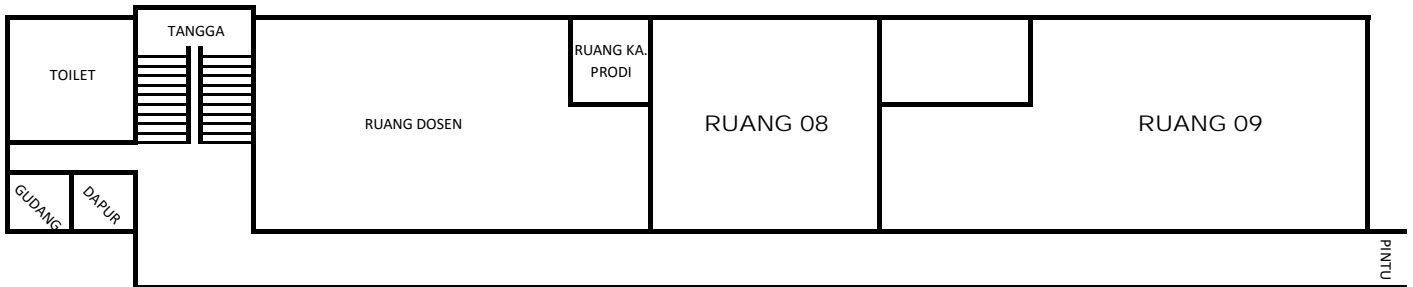 TANGGA
TOILET
RUANG KA.
PRODI
RUANG DOSEN
RUANG 08
RUANG 09
GUDANG
DAPUR
PINTU